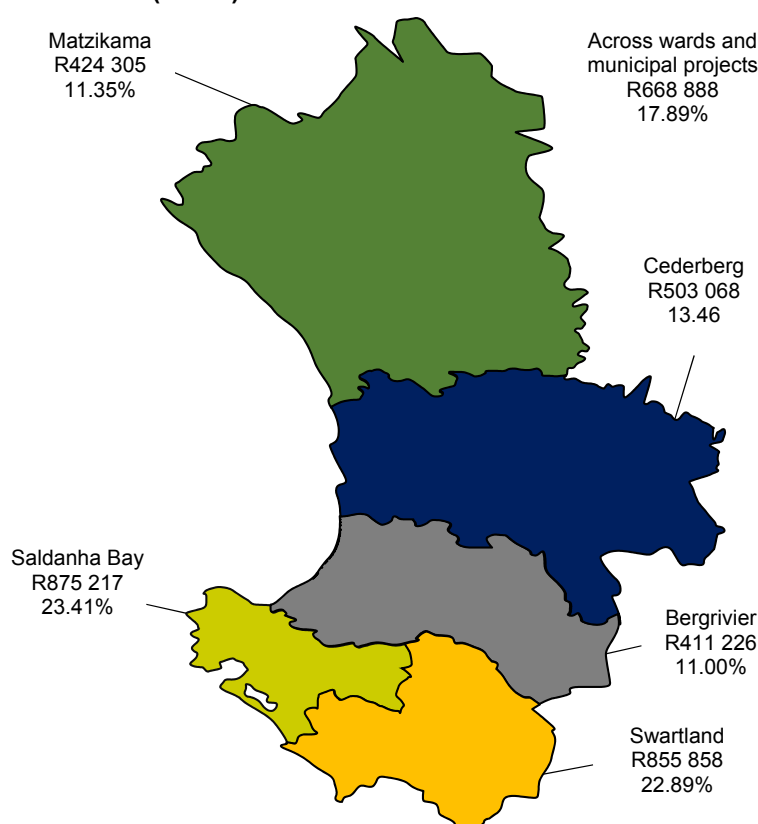 Matzikama
R424 305
11.35%
Across wards and
municipal projects
R668 888
17.89%
Cederberg
R503 068
13.46
Saldanha Bay
R875 217
23.41%
Bergrivier
R411 226
11.00%
Swartland
R855 858
22.89%